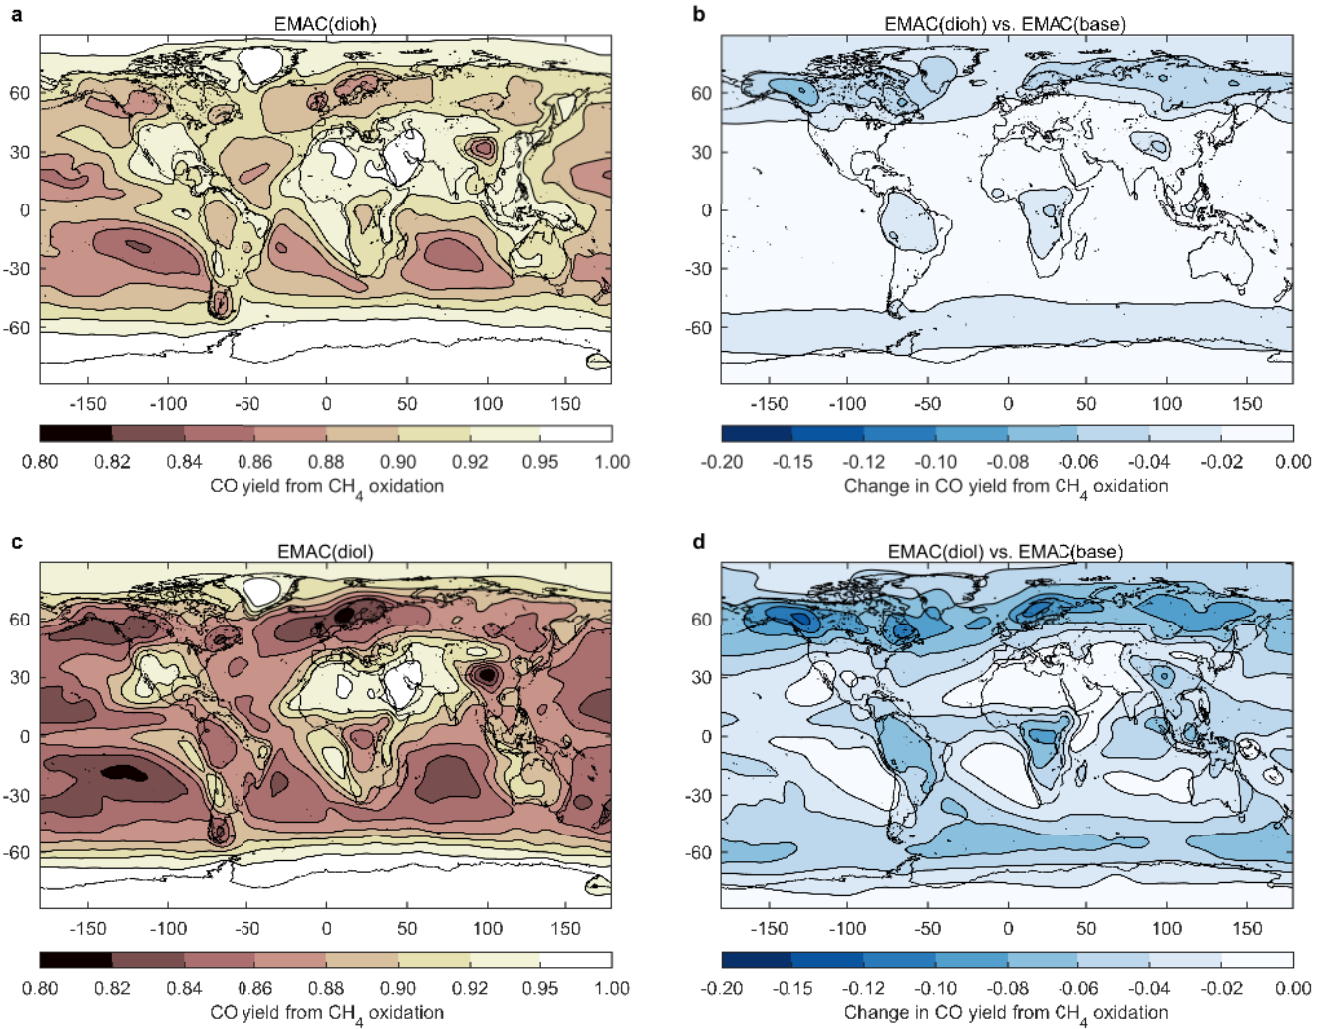 a
EMAC(dioh)
60
30
0
-30
-60
-150 -100 -50 0 50 100 150
0.80 0.82 0.84 0.86 0.88 0.90 0.92 0.95 1.00
CO yield from CH4 oxidation
b
EMAC(dioh) vs. EMAC(base)
60
30
0
-30
-60
-150 -100 -50 0 50 100 150
-0.20 -0.15 -0.12 -0.10 -0.08 -0.06 -0.04 -0.02 0.00
Change in CO yield from CH4 oxidation
c
EMAC(diol)
60
30
0
-30
-60
-150 -100 -50 0 50 100 150
0.80 0.82 0.84 0.86 0.88 0.90 0.92 0.95 1.00
CO yield from CH4 oxidation
d
EMAC(diol) vs. EMAC(base)
60
30
0
-30
-60
-150 -100 -50 0 50 100 150
-0.20 -0.15 -0.12 -0.10 -0.08 -0.06 -0.04 -0.02 0.00
Change in CO yield from CH4 oxidation